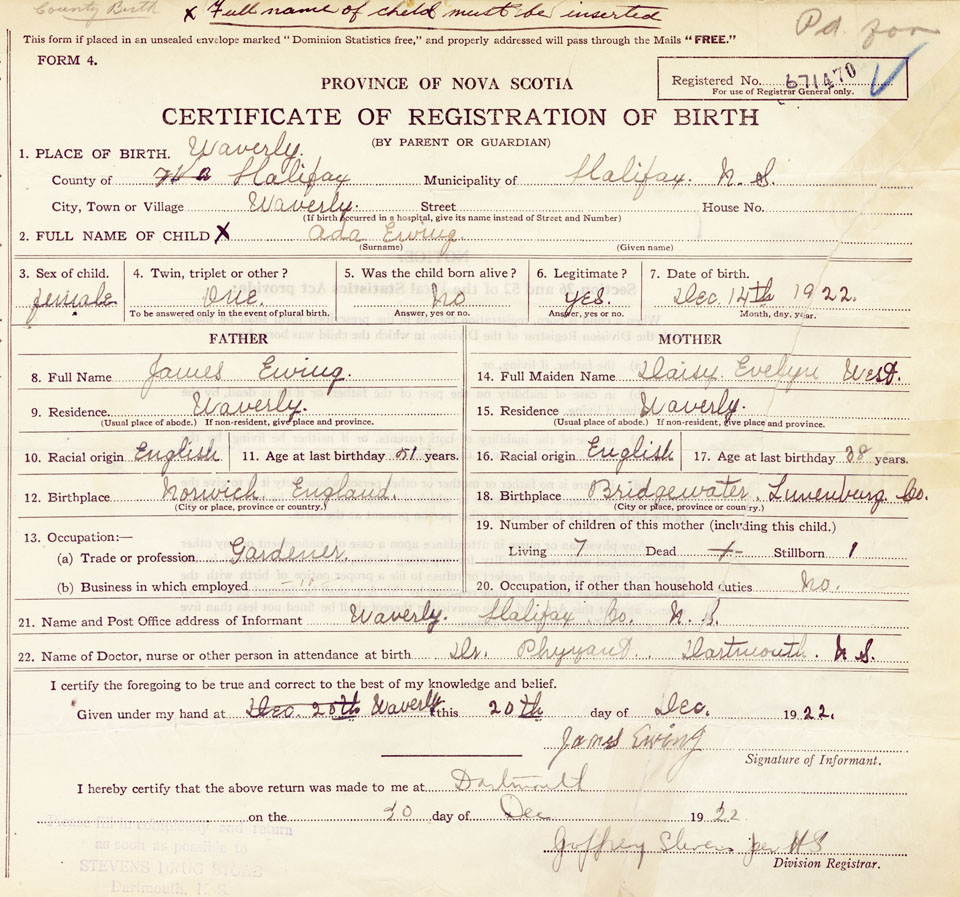 County Birth
X Full name of child must be inserted
Pd. for
This form if placed in an unsealed envelope marked "Dominion Statistics free," and properly addressed will pass through the Mails "FREE."
FORM 4.
PROVINCE OF NOVA SCOTIA
Registered No. 671470
For use of Registrar General only.
CERTIFICATE OF REGISTRATION OF BIRTH
(BY PARENT OR GUARDIAN)
1. PLACE OF BIRTH. Waverly.
County of Halifax Municipality of Halifax. N. S.
City, Town or Village Waverly. Street House No.
(If birth occurred in a hospital, give its name instead of Street and Number)
2. FULL NAME OF CHILD X Ada Ewing.
(Surname) (Given name)
3. Sex of child. 4. Twin, triplet or other? 5. Was the child born alive? 6. Legitimate? 7. Date of birth.
female One. No yes. Dec. 14th 1922.
To be answered only in the event of plural birth. Answer, yes or no. Answer, yes or no. Month, day, year.
FATHER MOTHER
8. Full Name James Ewing. 14. Full Maiden Name Daisy Evelyn West.
9. Residence. Waverly. 15. Residence Waverly.
(Usual place of abode.) If non-resident, give place and province. (Usual place of abode.) If non-resident, give place and province.
10. Racial origin English 11. Age at last birthday 51 years. 16. Racial origin English 17. Age at last birthday 38 years.
12. Birthplace Norwich, England. 18. Birthplace Bridgewater, Lunenburg Co.
(City or place, province or country.) (City or place, province or country.)
19. Number of children of this mother (including this child.)
13. Occupation:—
(a) Trade or profession Gardener Living 7 Dead Stillborn 1
(b) Business in which employed " 20. Occupation, if other than household duties No.
21. Name and Post Office address of Informant Waverly. Halifax Co. N. S.
22. Name of Doctor, nurse or other person in attendance at birth Dr. Dartmouth. N. S.
I certify the foregoing to be true and correct to the best of my knowledge and belief.
Given under my hand at Dec. 20th Waverly this 20th day of Dec. 1922.
James Ewing
Signature of Informant.
I hereby certify that the above return was made to me at Dartmouth
on the 20 day of Dec 1922
Goffrey Stevens per HS
Division Registrar.
Please fill in completely and return
as soon as possible to
STEVENS DRUG STORE
Dartmouth, N. S.